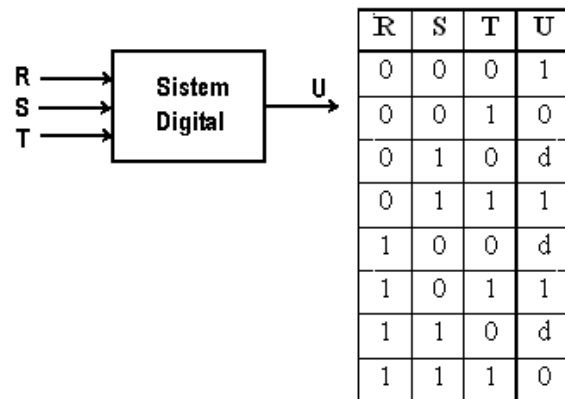 R
S
T
Sistem
Digital
U
R S T U
0 0 0 1
0 0 1 0
0 1 0 d
0 1 1 1
1 0 0 d
1 0 1 1
1 1 0 d
1 1 1 0